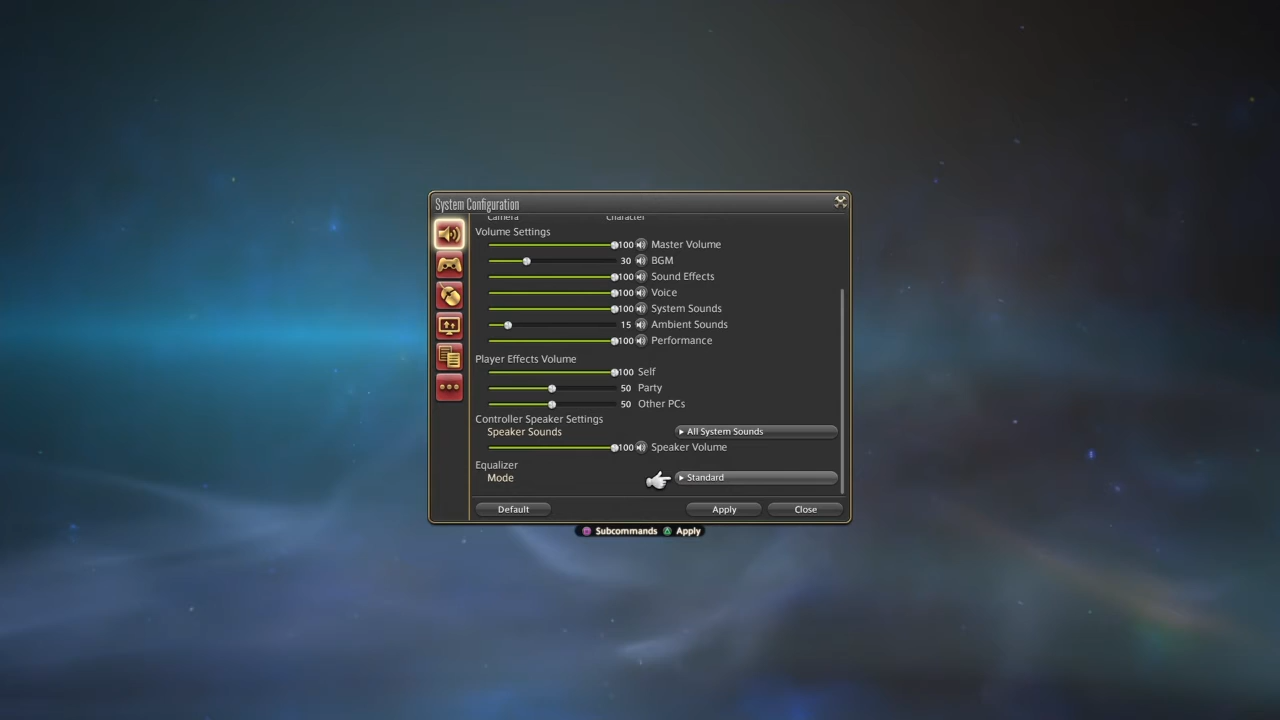 System Configuration
Camera Character
Volume Settings
100 Master Volume
30 BGM
100 Sound Effects
100 Voice
100 System Sounds
15 Ambient Sounds
100 Performance
Player Effects Volume
100 Self
50 Party
50 Other PCs
Controller Speaker Settings
Speaker Sounds All System Sounds
100 Speaker Volume
Equalizer
Mode Standard
Default Apply Close
Subcommands Apply